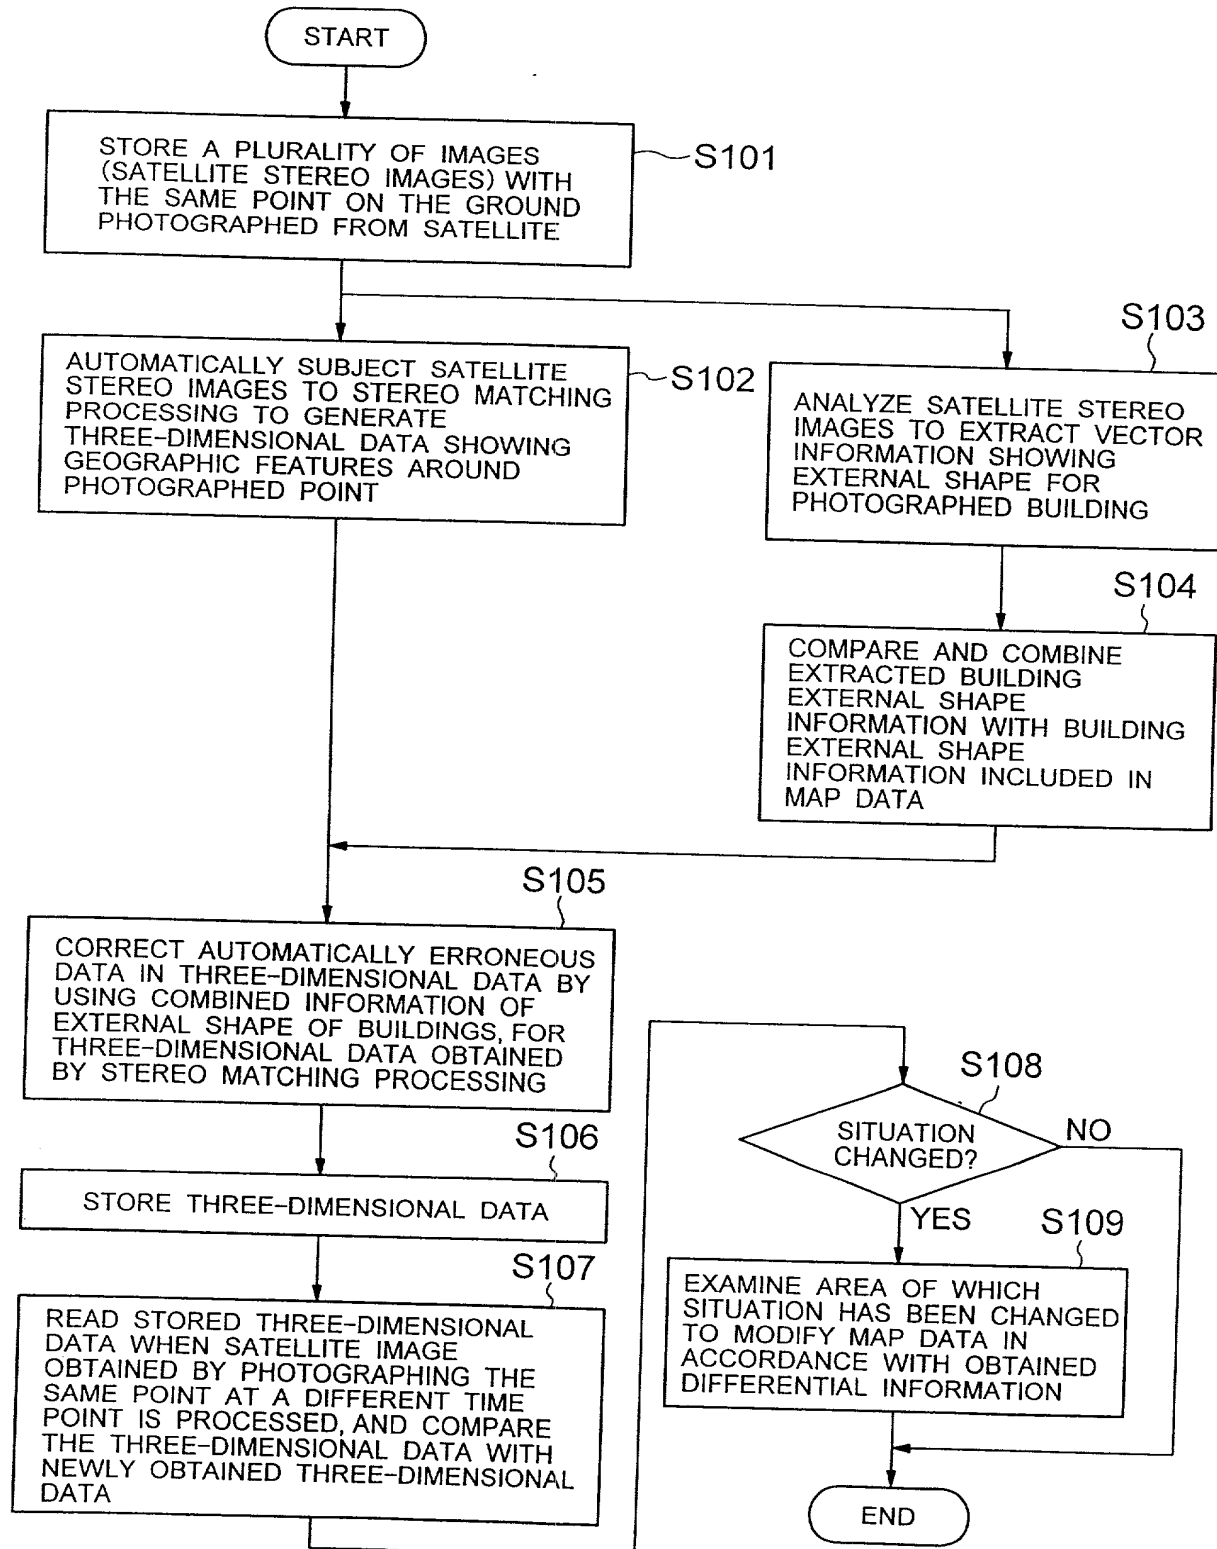 START
STORE A PLURALITY OF IMAGES
(SATELLITE STEREO IMAGES) WITH
THE SAME POINT ON THE GROUND
PHOTOGRAPHED FROM SATELLITE
S101
AUTOMATICALLY SUBJECT SATELLITE
STEREO IMAGES TO STEREO MATCHING
PROCESSING TO GENERATE
THREE-DIMENSIONAL DATA SHOWING
GEOGRAPHIC FEATURES AROUND
PHOTOGRAPHED POINT
S102
S103
ANALYZE SATELLITE STEREO
IMAGES TO EXTRACT VECTOR
INFORMATION SHOWING
EXTERNAL SHAPE FOR
PHOTOGRAPHED BUILDING
S104
COMPARE AND COMBINE
EXTRACTED BUILDING
EXTERNAL SHAPE
INFORMATION WITH BUILDING
EXTERNAL SHAPE
INFORMATION INCLUDED IN
MAP DATA
S105
CORRECT AUTOMATICALLY ERRONEOUS
DATA IN THREE-DIMENSIONAL DATA BY
USING COMBINED INFORMATION OF
EXTERNAL SHAPE OF BUILDINGS, FOR
THREE-DIMENSIONAL DATA OBTAINED
BY STEREO MATCHING PROCESSING
S106
STORE THREE-DIMENSIONAL DATA
S107
READ STORED THREE-DIMENSIONAL
DATA WHEN SATELLITE IMAGE
OBTAINED BY PHOTOGRAPHING THE
SAME POINT AT A DIFFERENT TIME
POINT IS PROCESSED, AND COMPARE
THE THREE-DIMENSIONAL DATA WITH
NEWLY OBTAINED THREE-DIMENSIONAL
DATA
S108
SITUATION
CHANGED?
NO
YES
S109
EXAMINE AREA OF WHICH
SITUATION HAS BEEN CHANGED
TO MODIFY MAP DATA IN
ACCORDANCE WITH OBTAINED
DIFFERENTIAL INFORMATION
END